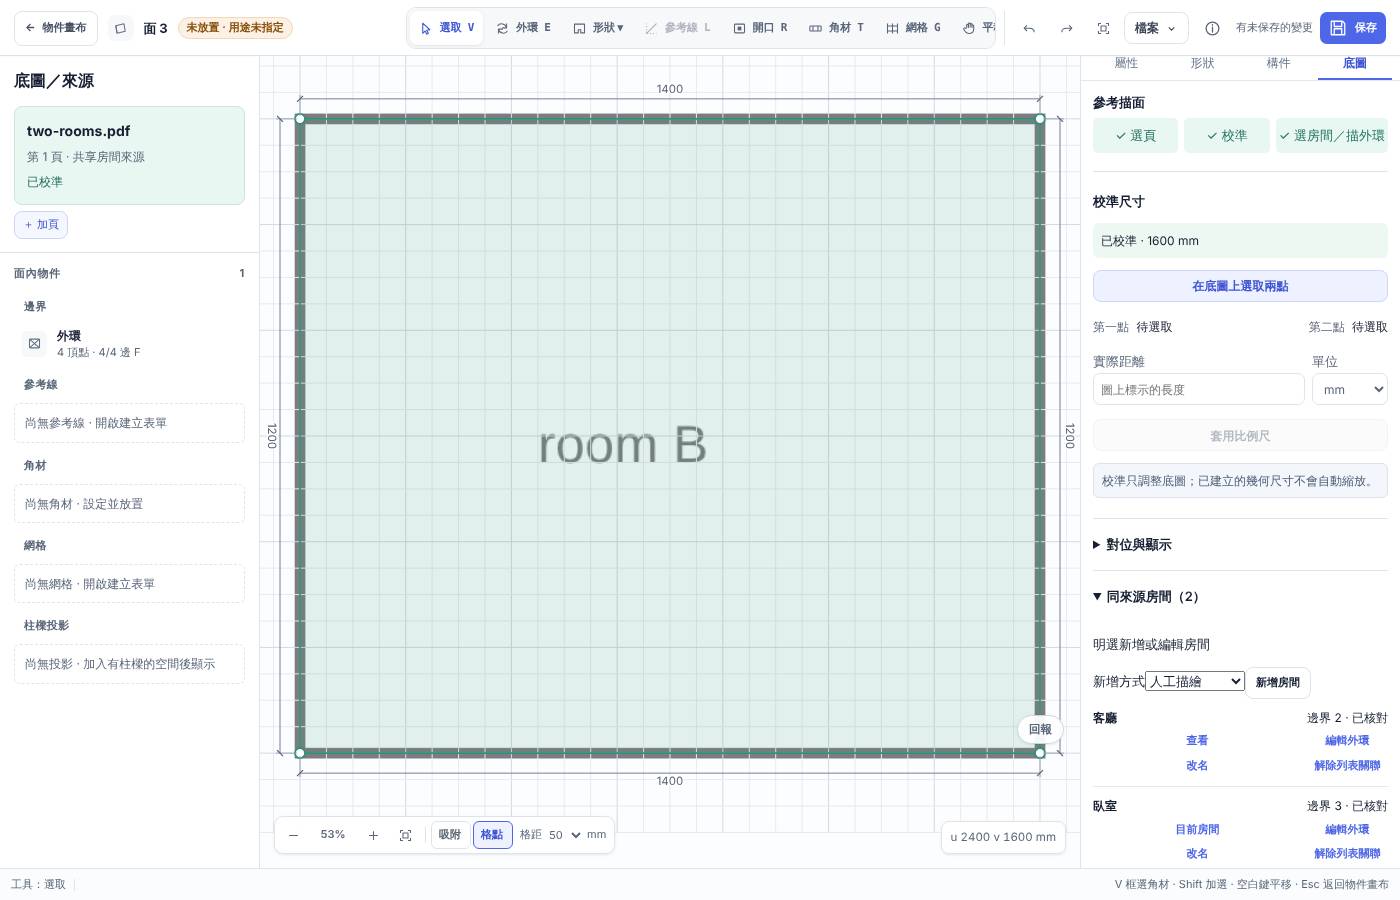 ← 物件畫布
面 3
未放置 · 用途未指定
選取 V
外環 E
形狀▾
參考線 L
開口 R
角材 T
網格 G
檔案
有未保存的變更
保存
底圖／來源
two-rooms.pdf
第 1 頁 · 共享房間來源
已校準
+ 加頁
面內物件 1
邊界
外環
4 頂點 · 4/4 邊 F
參考線
尚無參考線 · 開啟建立表單
角材
尚無角材 · 設定並放置
網格
尚無網格 · 開啟建立表單
柱樑投影
尚無投影 · 加入有柱樑的空間後顯示
1400
1200
room B
1200
1400
回報
− 53% +
吸附
格點
格距 50 mm
u 2400 v 1600 mm
屬性
形狀
構件
底圖
參考描面
✓ 選頁
✓ 校準
✓ 選房間／描外環
校準尺寸
已校準 · 1600 mm
在底圖上選取兩點
第一點 待選取
第二點 待選取
實際距離
單位
圖上標示的長度
mm
套用比例尺
校準只調整底圖；已建立的幾何尺寸不會自動縮放。
▶ 對位與顯示
▼ 同來源房間（2）
明選新增或編輯房間
新增方式 人工描繪 新增房間
客廳 邊界 2 · 已核對
查看 編輯外環
改名 解除列表關聯
臥室 邊界 3 · 已核對
目前房間 編輯外環
改名 解除列表關聯
工具：選取
V 框選角材 · Shift 加選 · 空白鍵平移 · Esc 返回物件畫布